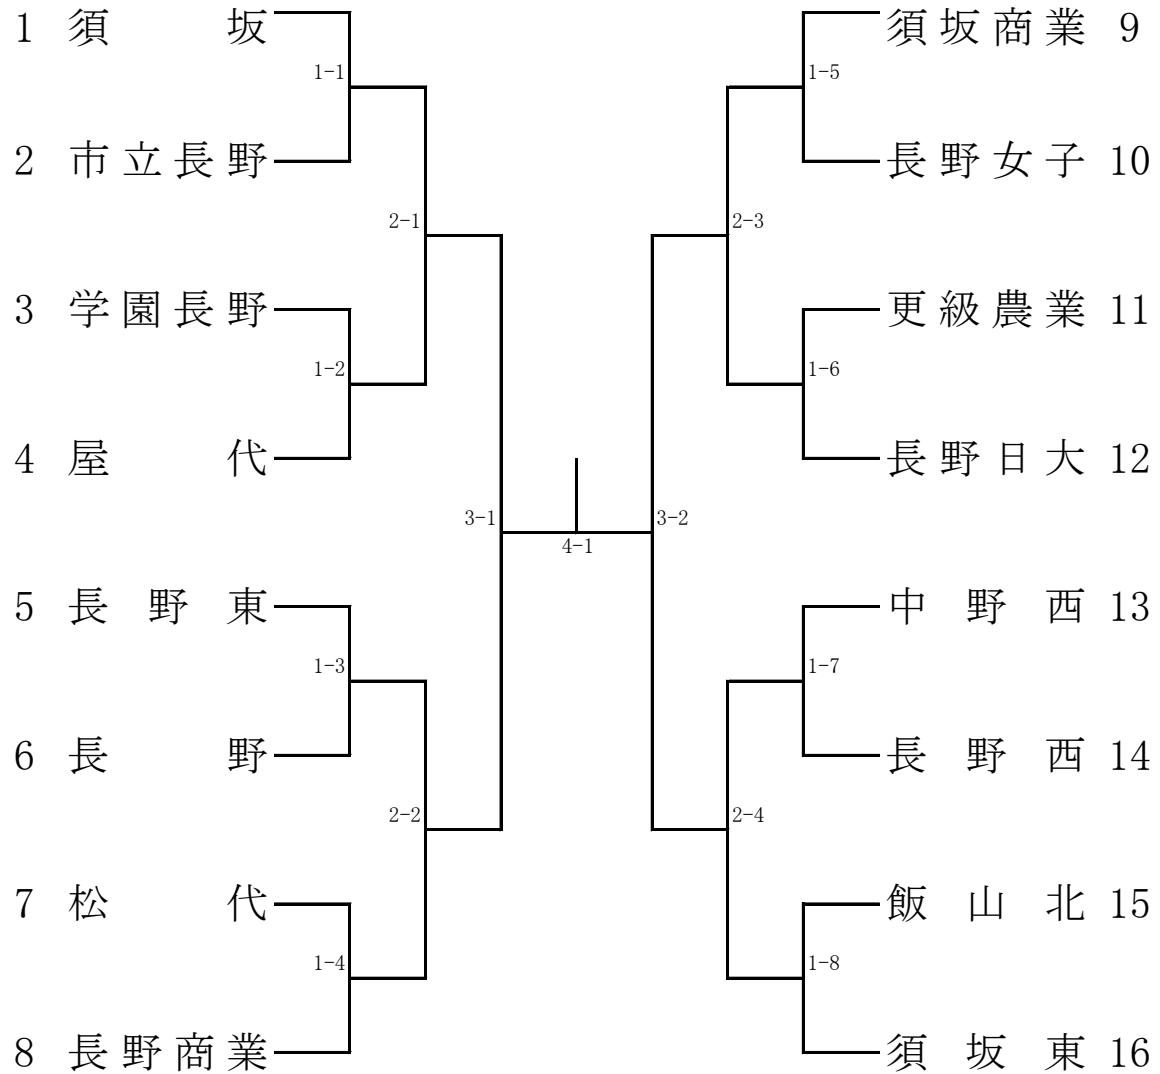 1 須坂
須坂商業 9
1-1
1-5
2 市立長野
長野女子 10
2-1
2-3
3 学園長野
更級農業 11
1-2
1-6
4 屋代
長野日大 12
3-1
3-2
4-1
5 長野東
中野西 13
1-3
1-7
6 長野
長野西 14
2-2
2-4
7 松代
飯山北 15
1-4
1-8
8 長野商業
須坂東 16